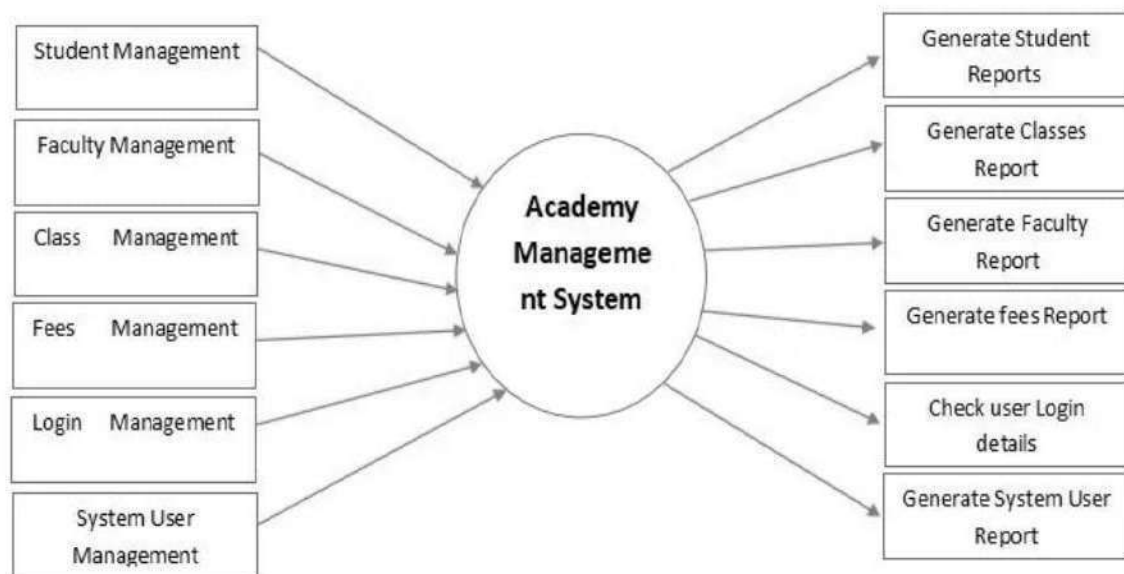 Student Management
Faculty Management
Class Management
Fees Management
Login Management
System User
Management
Academy
Manageme
nt System
Generate Student
Reports
Generate Classes
Report
Generate Faculty
Report
Generate fees Report
Check user Login
details
Generate System User
Report